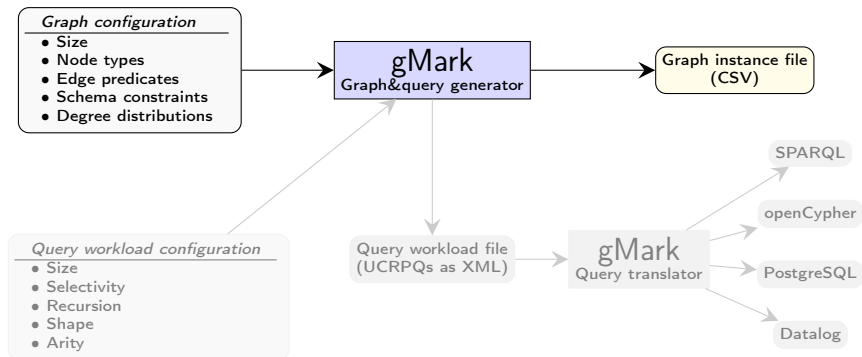 Graph configuration
• Size
• Node types
• Edge predicates
• Schema constraints
• Degree distributions
gMark
Graph&query generator
Graph instance file
(CSV)
Query workload configuration
• Size
• Selectivity
• Recursion
• Shape
• Arity
Query workload file
(UCRPQs as XML)
gMark
Query translator
SPARQL
openCypher
PostgreSQL
Datalog